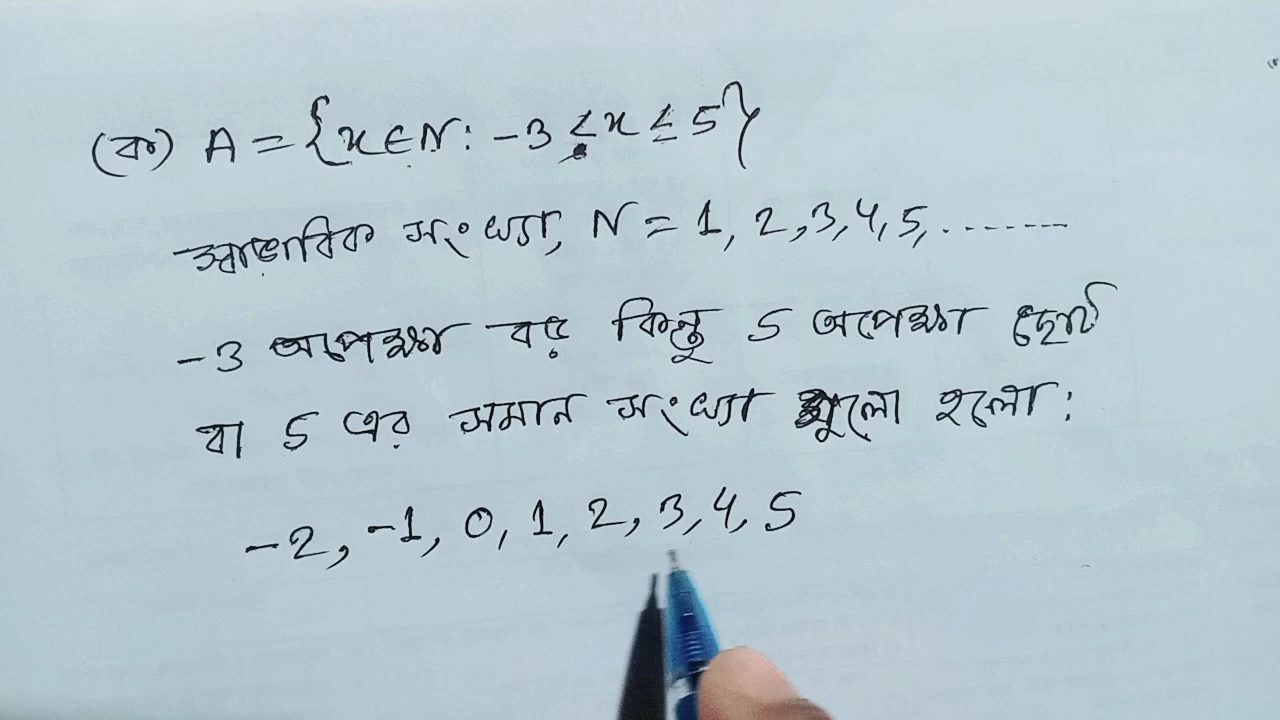 (ক) A = {x∈N: -3 < x ≤ 5}
স্বাভাবিক সংখ্যা, N = 1, 2, 3, 4, 5, ........
-3 অপেক্ষা বড় কিন্তু 5 অপেক্ষা ছোট
বা 5 এর সমান সংখ্যা গুলো হলো:
-2, -1, 0, 1, 2, 3, 4, 5